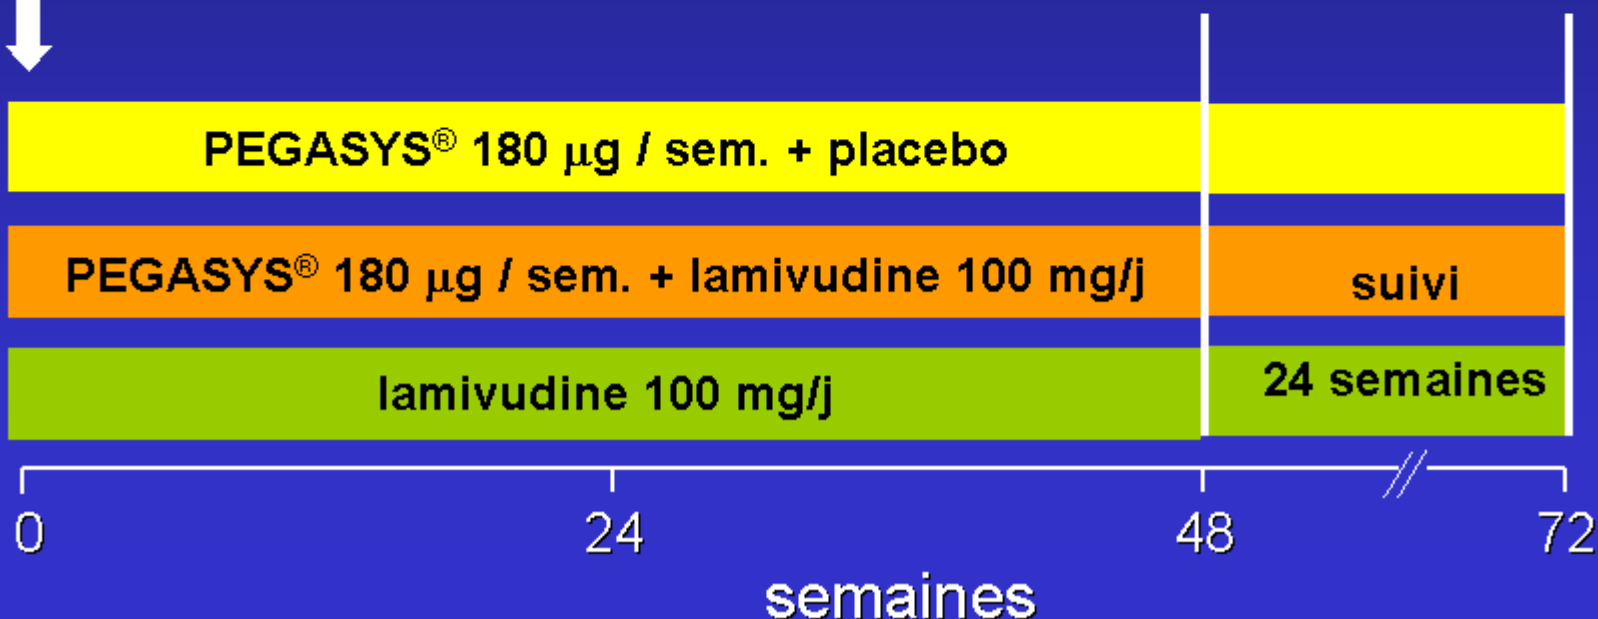 PEGASYS® 180 μg / sem. + placebo
PEGASYS® 180 μg / sem. + lamivudine 100 mg/j
suivi
lamivudine 100 mg/j
24 semaines
0 24 48 72
semaines